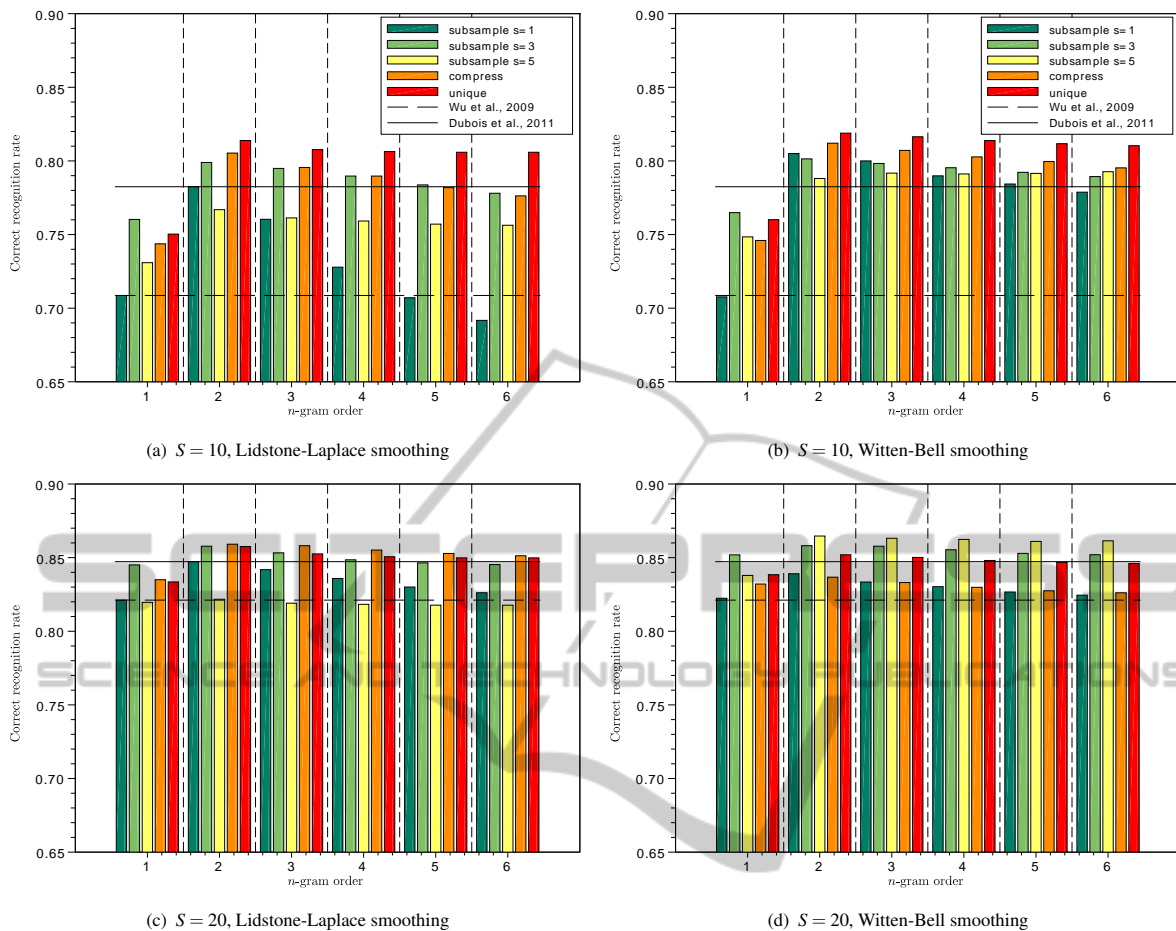 0.90
0.85
0.80
0.75
0.70
0.65
Correct recognition rate
subsample s= 1
subsample s= 3
subsample s= 5
compress
unique
Wu et al., 2009
Dubois et al., 2011
1 2 3 4 5 6
n-gram order
(a) S = 10, Lidstone-Laplace smoothing
0.90
0.85
0.80
0.75
0.70
0.65
Correct recognition rate
subsample s= 1
subsample s= 3
subsample s= 5
compress
unique
Wu et al., 2009
Dubois et al., 2011
1 2 3 4 5 6
n-gram order
(b) S = 10, Witten-Bell smoothing
0.90
0.85
0.80
0.75
0.70
0.65
Correct recognition rate
1 2 3 4 5 6
n-gram order
(c) S = 20, Lidstone-Laplace smoothing
0.90
0.85
0.80
0.75
0.70
0.65
Correct recognition rate
1 2 3 4 5 6
n-gram order
(d) S = 20, Witten-Bell smoothing
SCITEPRESS
SCIENCE AND TECHNOLOGY PUBLICATIONS